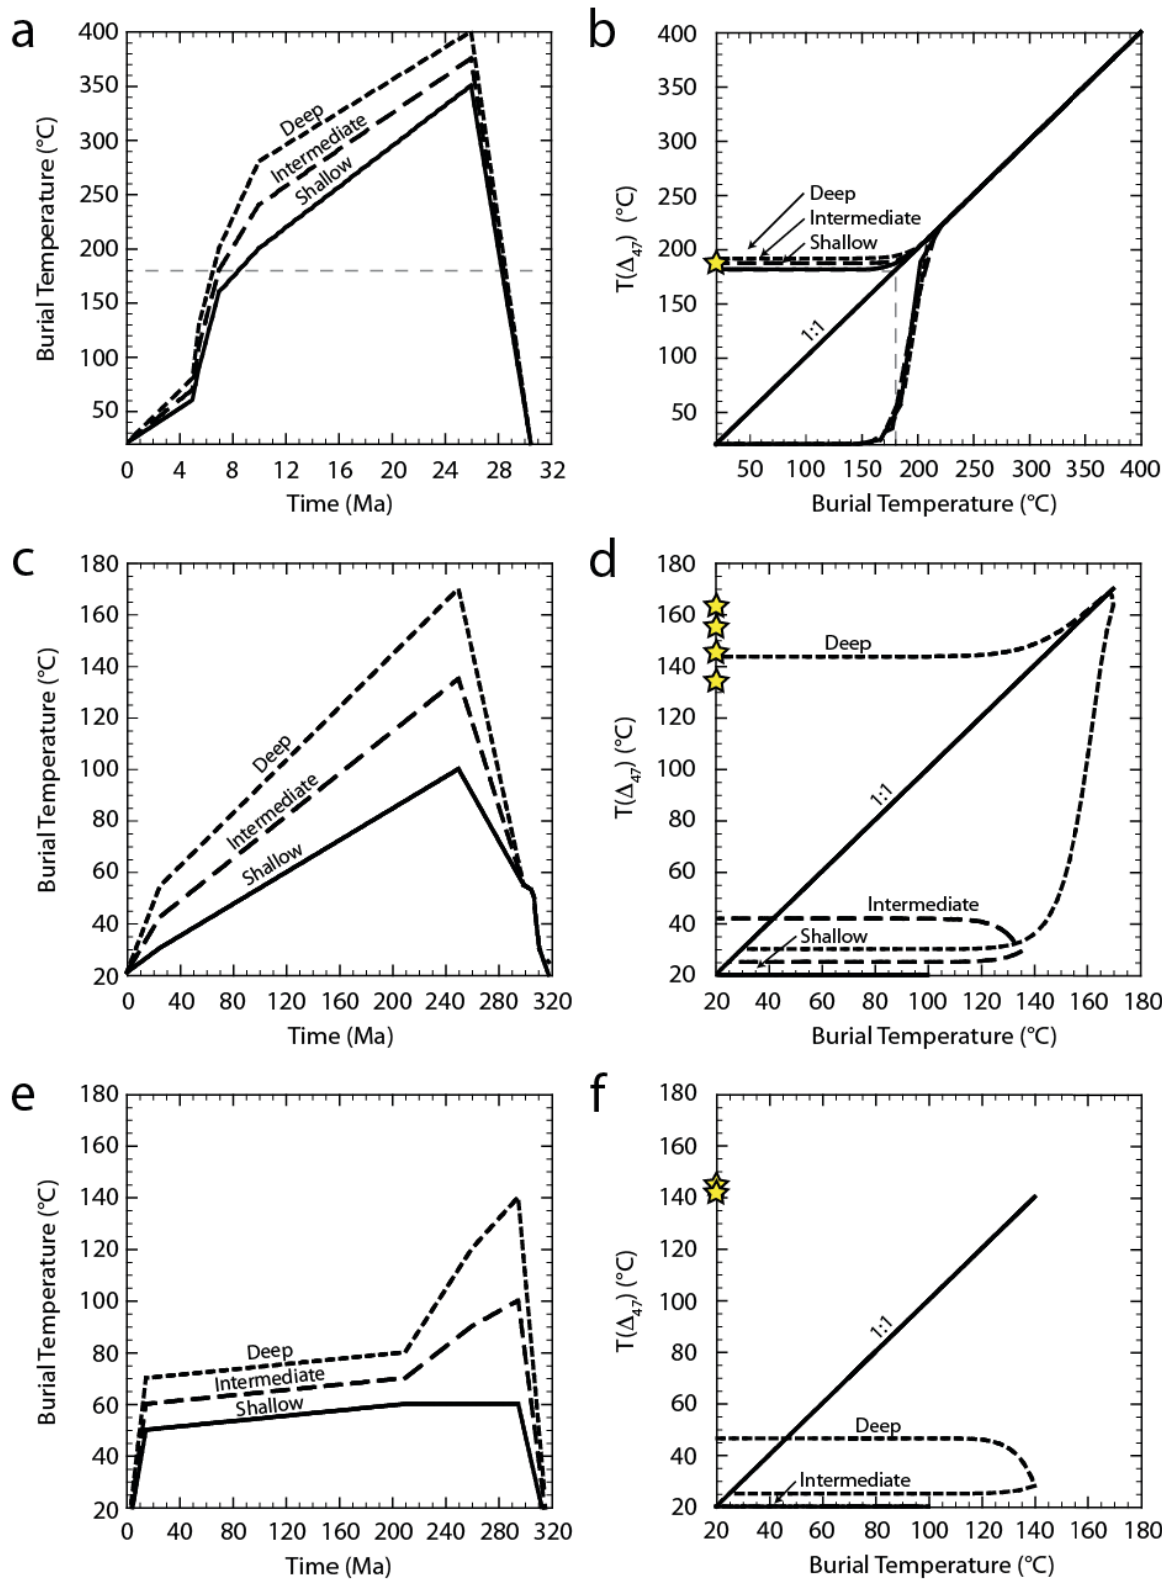 a
400
350
300
250
200
150
100
50
Burial Temperature (°C)
Deep
Intermediate
Shallow
0 4 8 12 16 20 24 28 32
Time (Ma)
b
400
350
300
250
200
150
100
50
T(Δ47) (°C)
Deep
Intermediate
Shallow
1:1
50 100 150 200 250 300 350 400
Burial Temperature (°C)
c
180
160
140
120
100
80
60
40
20
Burial Temperature (°C)
Deep
Intermediate
Shallow
0 40 80 120 160 200 240 280 320
Time (Ma)
d
180
160
140
120
100
80
60
40
20
T(Δ47) (°C)
Deep
1:1
Intermediate
Shallow
20 40 60 80 100 120 140 160 180
Burial Temperature (°C)
e
180
160
140
120
100
80
60
40
20
Burial Temperature (°C)
Deep
Intermediate
Shallow
0 40 80 120 160 200 240 280 320
Time (Ma)
f
180
160
140
120
100
80
60
40
20
T(Δ47) (°C)
1:1
Deep
Intermediate
20 40 60 80 100 120 140 160 180
Burial Temperature (°C)